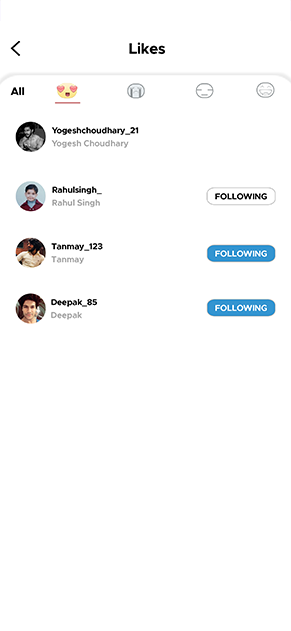 Likes
All
Yogeshchoudhary_21
Yogesh Choudhary
Rahulsingh_
Rahul Singh
FOLLOWING
Tanmay_123
Tanmay
FOLLOWING
Deepak_85
Deepak
FOLLOWING